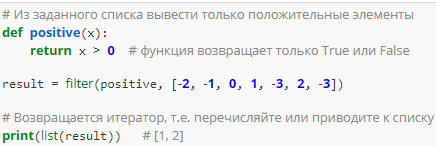 # Из заданного списка вывести только положительные элементы
def positive(x):
    return x > 0  # функция возвращает только True или False

result = filter(positive, [-2, -1, 0, 1, -3, 2, -3])

# Возвращается итератор, т.е. перечисляйте или приводите к списку
print(list(result))   # [1, 2]